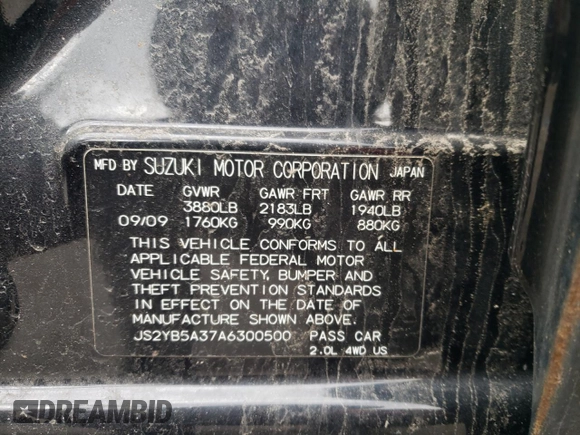 MFD BY SUZUKI MOTOR CORPORATION JAPAN
DATE GVWR GAWR FRT GAWR RR
3880LB 2183LB 1940LB
09/09 1760KG 990KG 880KG
THIS VEHICLE CONFORMS TO ALL
APPLICABLE FEDERAL MOTOR
VEHICLE SAFETY, BUMPER AND
THEFT PREVENTION STANDARDS
IN EFFECT ON THE DATE OF
MANUFACTURE SHOWN ABOVE.
JS2YB5A37A6300500 PASS CAR
2.0L 4WD US
DREAMBID